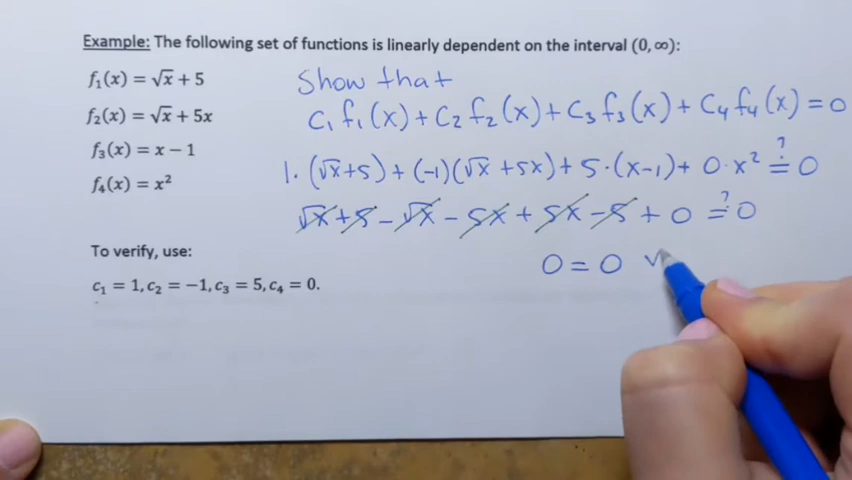 Example: The following set of functions is linearly dependent on the interval (0, ∞):
f₁(x) = √x + 5
f₂(x) = √x + 5x
f₃(x) = x − 1
f₄(x) = x²
To verify, use:
c₁ = 1, c₂ = −1, c₃ = 5, c₄ = 0.
Show that
C₁ f₁(x) + C₂ f₂(x) + C₃ f₃(x) + C₄ f₄(x) = 0
1. (√x+5) + (-1)(√x + 5x) + 5·(x-1) + 0·x² ≟ 0
√x + 5 - √x - 5x + 5x - 5 + 0 ≟ 0
0 = 0 ✓